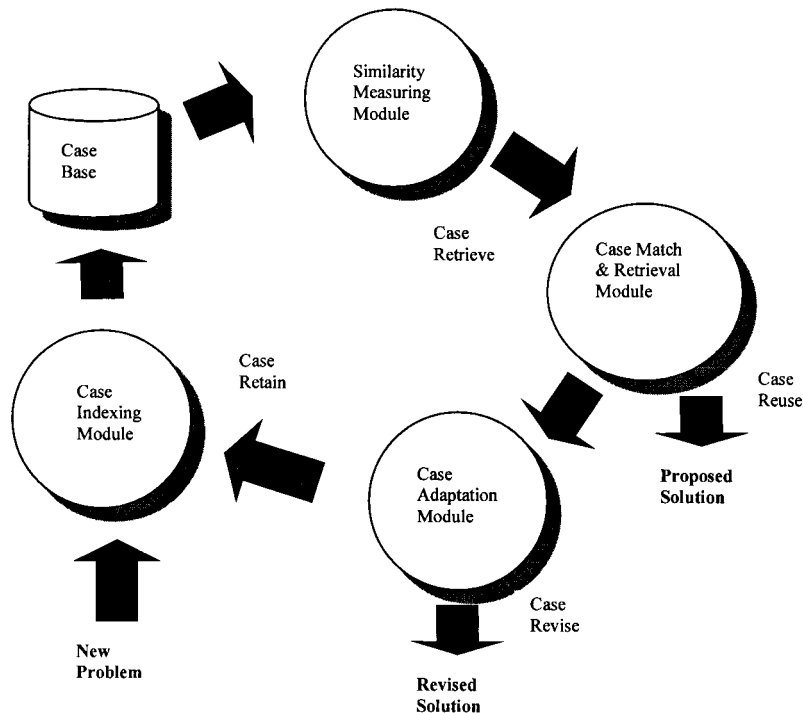 Similarity
Measuring
Module
Case
Base
Case
Retrieve
Case Match
& Retrieval
Module
Case
Retain
Case
Indexing
Module
Case
Reuse
Case
Adaptation
Module
Proposed
Solution
Case
Revise
New
Problem
Revised
Solution